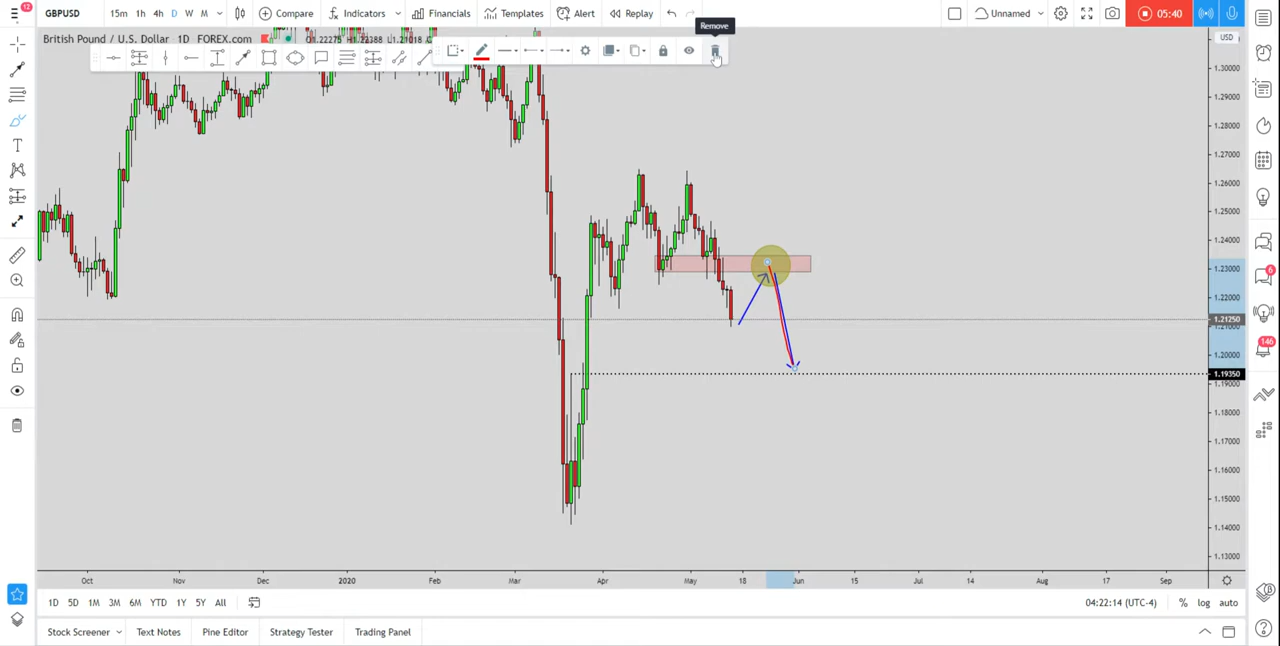 12
GBPUSD
15m 1h 4h D W M
Compare
Indicators
Financials
Templates
Alert
Replay
Unnamed
05:40
Remove
British Pound / U.S. Dollar 1D FOREX.com
USD
1.30000
1.29000
1.28000
1.27000
1.26000
1.25000
1.24000
1.23000
1.22000
1.21250
1.20000
1.19350
1.19000
1.18000
1.17000
1.16000
1.15000
1.14000
1.13000
6
146
Oct Nov Dec 2020 Feb Mar Apr May 18 Jun 15 Jul 14 Aug 17 Sep
1D 5D 1M 3M 6M YTD 1Y 5Y All
04:22:14 (UTC-4)
% log auto
Stock Screener
Text Notes
Pine Editor
Strategy Tester
Trading Panel